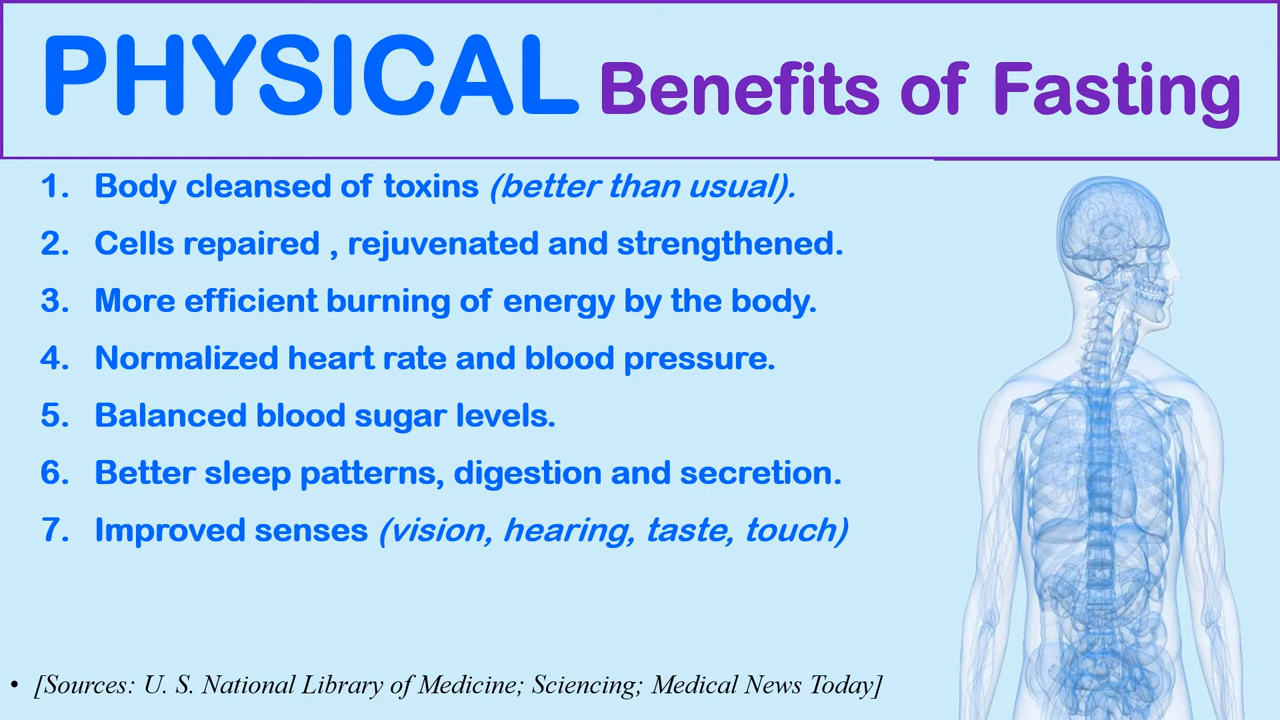 PHYSICAL Benefits of Fasting
1. Body cleansed of toxins (better than usual).
2. Cells repaired , rejuvenated and strengthened.
3. More efficient burning of energy by the body.
4. Normalized heart rate and blood pressure.
5. Balanced blood sugar levels.
6. Better sleep patterns, digestion and secretion.
7. Improved senses (vision, hearing, taste, touch)
• [Sources: U. S. National Library of Medicine; Sciencing; Medical News Today]